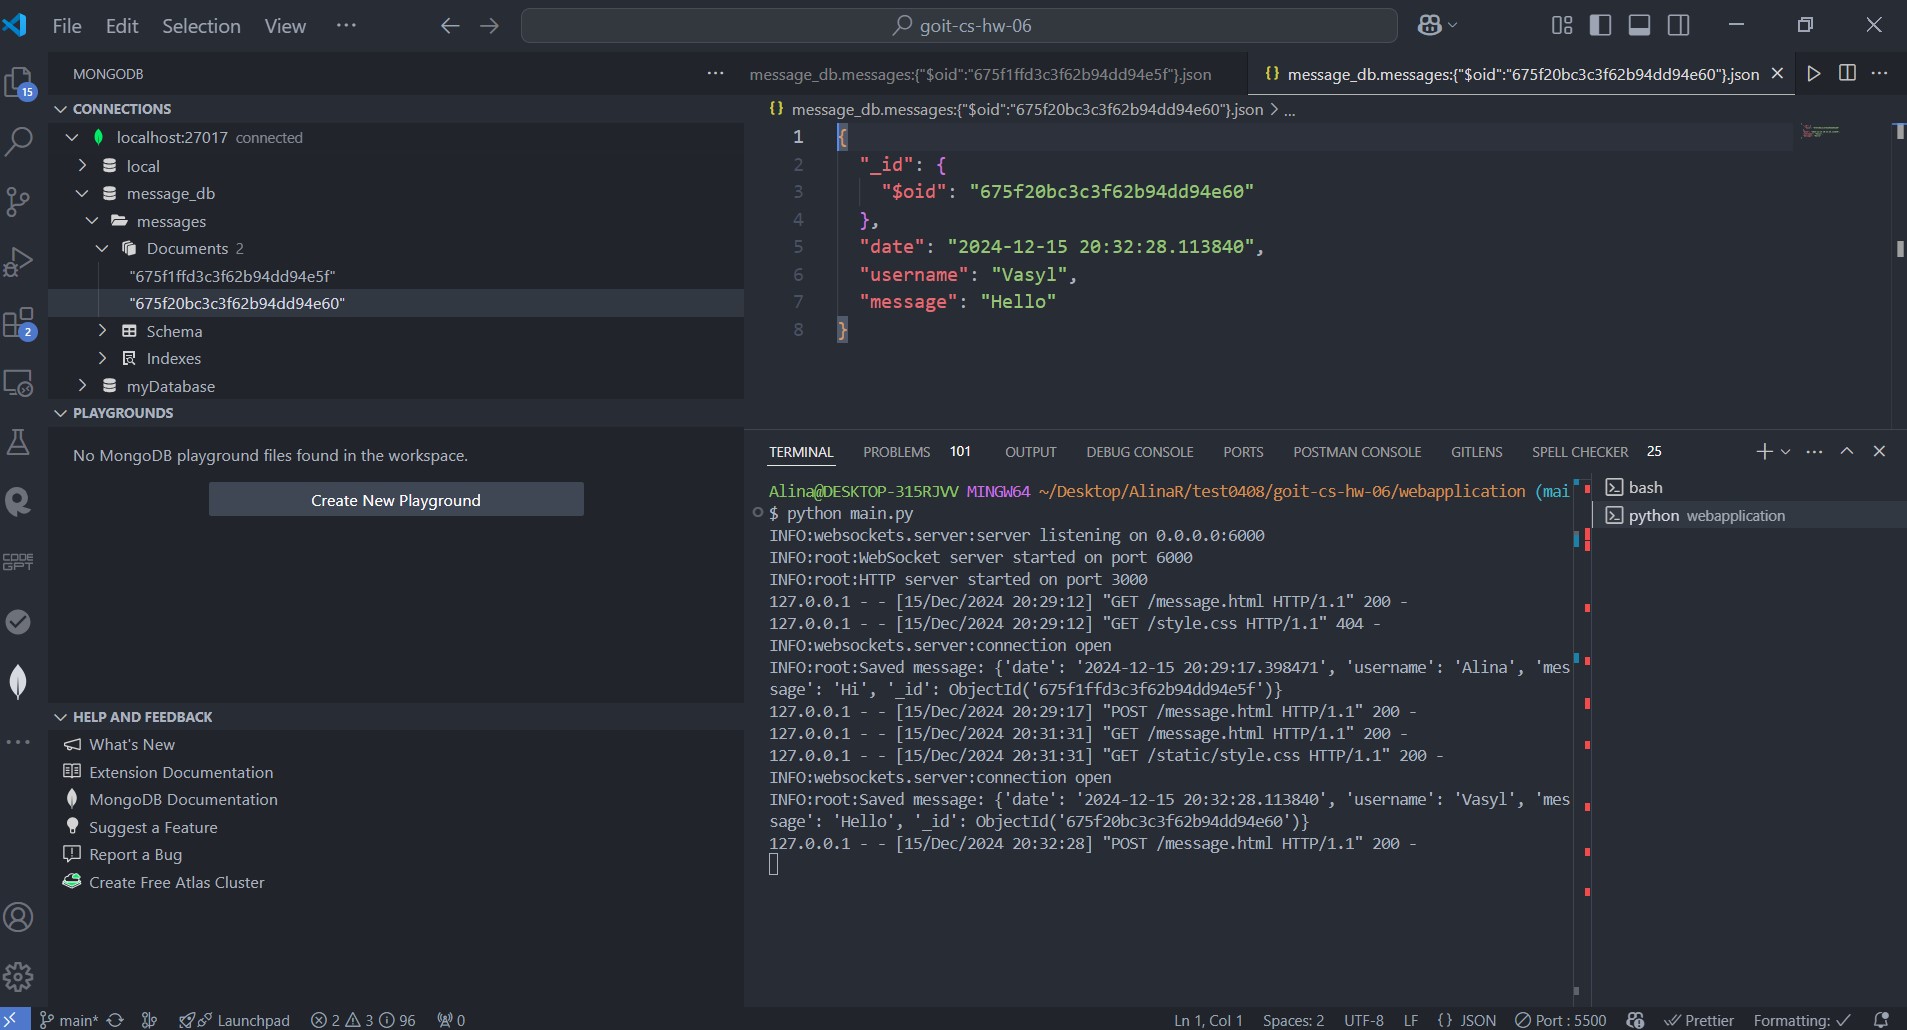 File Edit Selection View ··· goit-cs-hw-06
15
2
CODE
GPT
MONGODB ···
CONNECTIONS
localhost:27017 connected
local
message_db
messages
Documents 2
"675f1ffd3c3f62b94dd94e5f"
"675f20bc3c3f62b94dd94e60"
Schema
Indexes
myDatabase
PLAYGROUNDS
No MongoDB playground files found in the workspace.
Create New Playground
HELP AND FEEDBACK
What's New
Extension Documentation
MongoDB Documentation
Suggest a Feature
Report a Bug
Create Free Atlas Cluster
message_db.messages:{"$oid":"675f1ffd3c3f62b94dd94e5f"}.json {} message_db.messages:{"$oid":"675f20bc3c3f62b94dd94e60"}.json
{} message_db.messages:{"$oid":"675f20bc3c3f62b94dd94e60"}.json > ...
1 {
2 "_id": {
3 "$oid": "675f20bc3c3f62b94dd94e60"
4 },
5 "date": "2024-12-15 20:32:28.113840",
6 "username": "Vasyl",
7 "message": "Hello"
8 }
TERMINAL PROBLEMS 101 OUTPUT DEBUG CONSOLE PORTS POSTMAN CONSOLE GITLENS SPELL CHECKER 25
Alina@DESKTOP-315RJVV MINGW64 ~/Desktop/AlinaR/test0408/goit-cs-hw-06/webapplication (mai
$ python main.py
INFO:websockets.server:server listening on 0.0.0.0:6000
INFO:root:WebSocket server started on port 6000
INFO:root:HTTP server started on port 3000
127.0.0.1 - - [15/Dec/2024 20:29:12] "GET /message.html HTTP/1.1" 200 -
127.0.0.1 - - [15/Dec/2024 20:29:12] "GET /style.css HTTP/1.1" 404 -
INFO:websockets.server:connection open
INFO:root:Saved message: {'date': '2024-12-15 20:29:17.398471', 'username': 'Alina', 'mes
sage': 'Hi', '_id': ObjectId('675f1ffd3c3f62b94dd94e5f')}
127.0.0.1 - - [15/Dec/2024 20:29:17] "POST /message.html HTTP/1.1" 200 -
127.0.0.1 - - [15/Dec/2024 20:31:31] "GET /message.html HTTP/1.1" 200 -
127.0.0.1 - - [15/Dec/2024 20:31:31] "GET /static/style.css HTTP/1.1" 200 -
INFO:websockets.server:connection open
INFO:root:Saved message: {'date': '2024-12-15 20:32:28.113840', 'username': 'Vasyl', 'mes
sage': 'Hello', '_id': ObjectId('675f20bc3c3f62b94dd94e60')}
127.0.0.1 - - [15/Dec/2024 20:32:28] "POST /message.html HTTP/1.1" 200 -
bash
python webapplication
main* Launchpad 2 3 96 0 Ln 1, Col 1 Spaces: 2 UTF-8 LF {} JSON Port : 5500 Prettier Formatting: